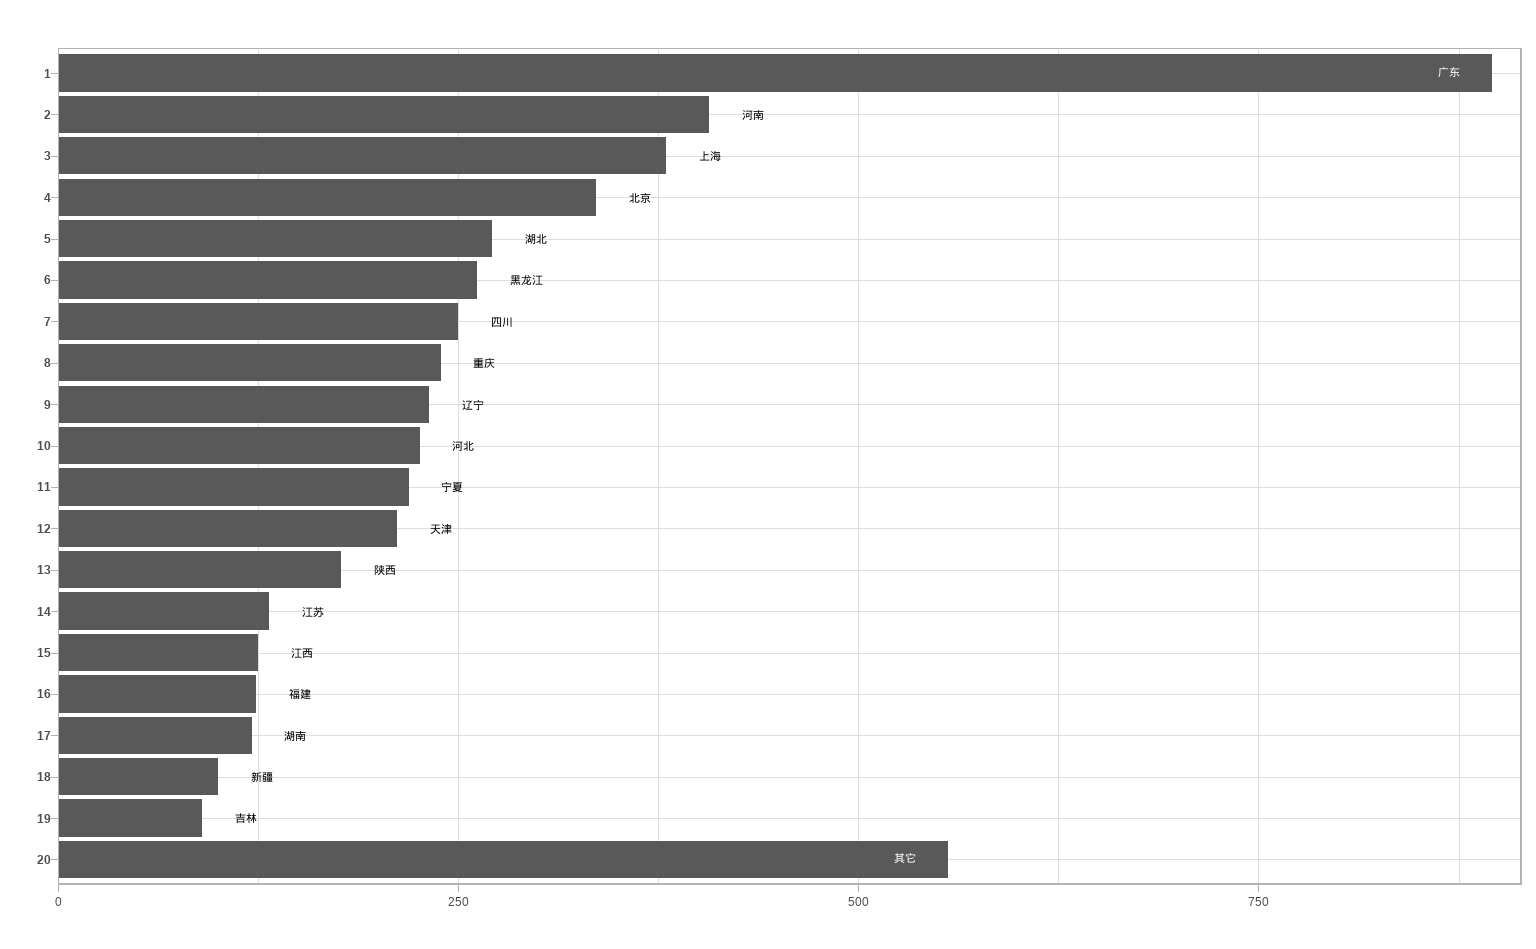 1 广东
2 河南
3 上海
4 北京
5 湖北
6 黑龙江
7 四川
8 重庆
9 辽宁
10 河北
11 宁夏
12 天津
13 陕西
14 江苏
15 江西
16 福建
17 湖南
18 新疆
19 吉林
20 其它
0 250 500 750